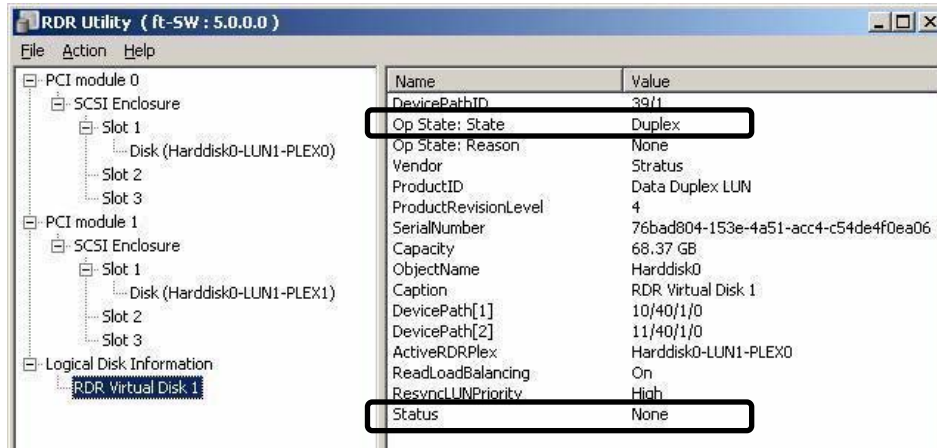 RDR Utility ( ft-SW : 5.0.0.0 )
File Action Help
PCI module 0
SCSI Enclosure
Slot 1
Disk (Harddisk0-LUN1-PLEX0)
Slot 2
Slot 3
PCI module 1
SCSI Enclosure
Slot 1
Disk (Harddisk0-LUN1-PLEX1)
Slot 2
Slot 3
Logical Disk Information
RDR Virtual Disk 1
Name Value
DevicePathID 39/1
Op State: State Duplex
Op State: Reason None
Vendor Stratus
ProductID Data Duplex LUN
ProductRevisionLevel 4
SerialNumber 76bad804-153e-4a51-acc4-c54de4f0ea06
Capacity 68.37 GB
ObjectName Harddisk0
Caption RDR Virtual Disk 1
DevicePath[1] 10/40/1/0
DevicePath[2] 11/40/1/0
ActiveRDRPlex Harddisk0-LUN1-PLEX0
ReadLoadBalancing On
ResyncLUNPriority High
Status None